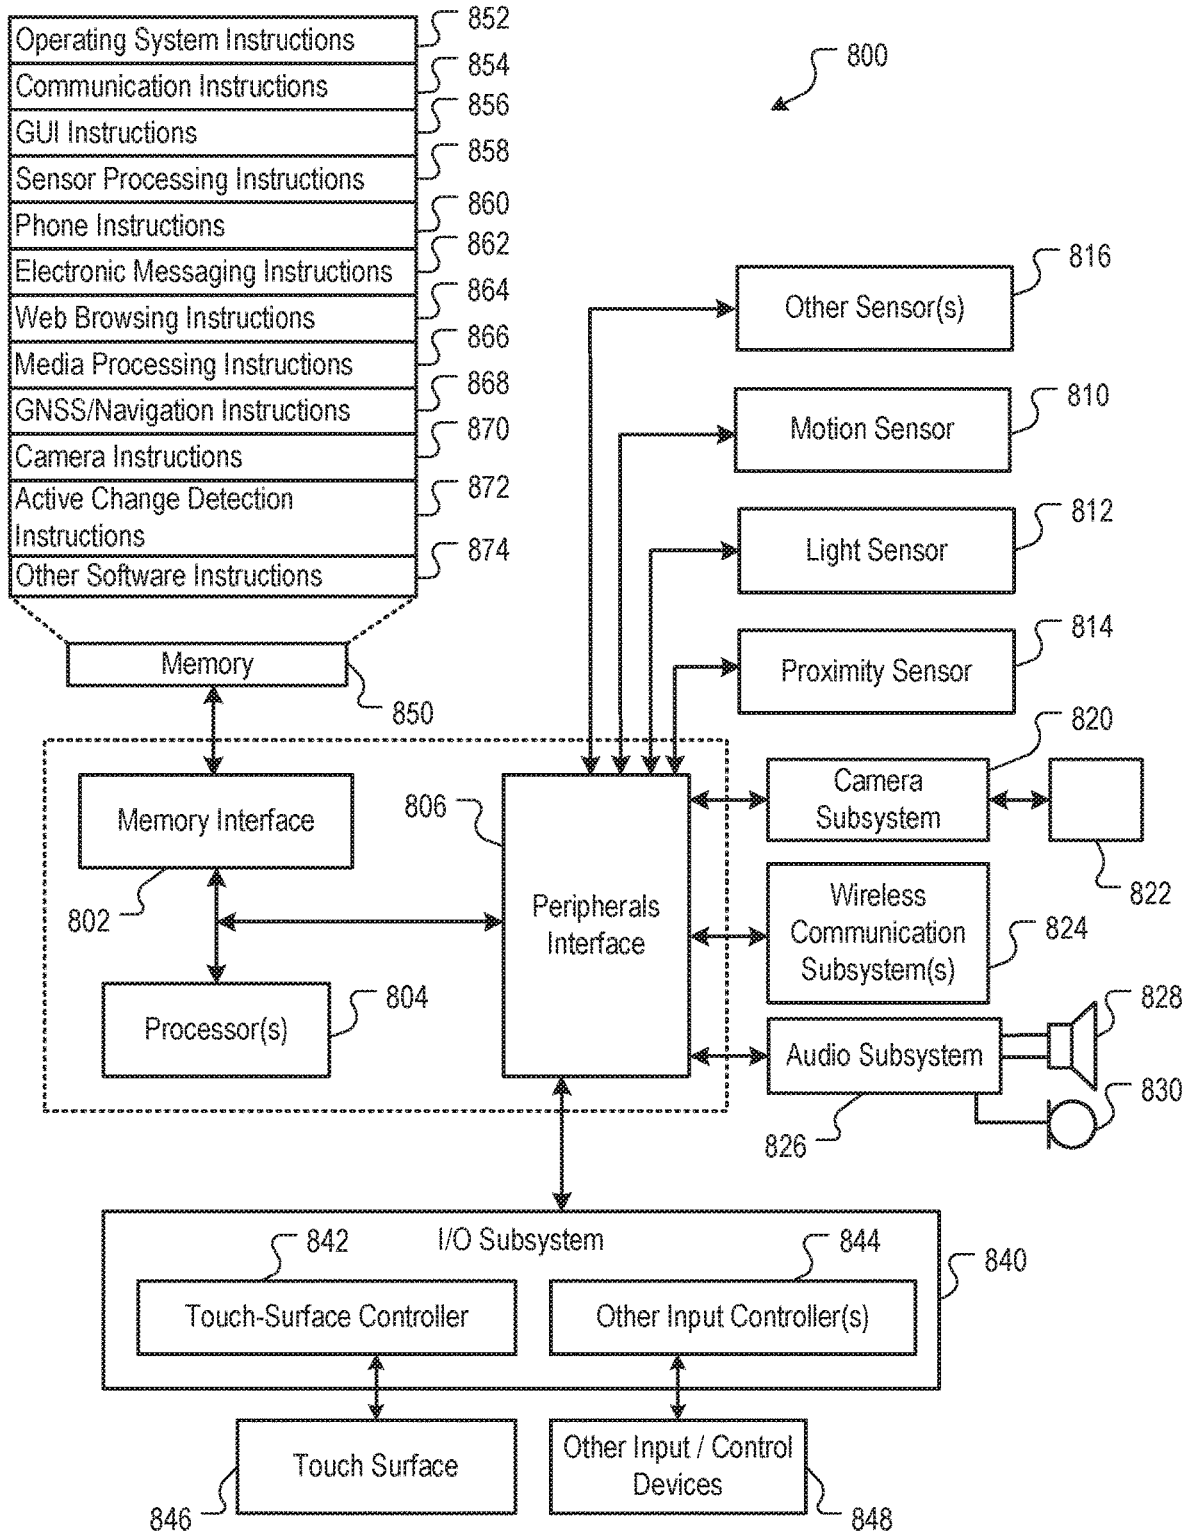 852
Operating System Instructions
854
Communication Instructions
856
GUI Instructions
858
Sensor Processing Instructions
860
Phone Instructions
862
Electronic Messaging Instructions
864
Web Browsing Instructions
866
Media Processing Instructions
868
GNSS/Navigation Instructions
870
Camera Instructions
872
Active Change Detection
Instructions
874
Other Software Instructions
Memory
850
800
816
Other Sensor(s)
810
Motion Sensor
812
Light Sensor
814
Proximity Sensor
820
Camera
Subsystem
822
806
Memory Interface
802
Peripherals
Interface
Wireless
Communication
Subsystem(s)
824
804
Processor(s)
828
Audio Subsystem
830
826
I/O Subsystem
842
844
840
Touch-Surface Controller
Other Input Controller(s)
Touch Surface
Other Input / Control
Devices
846
848